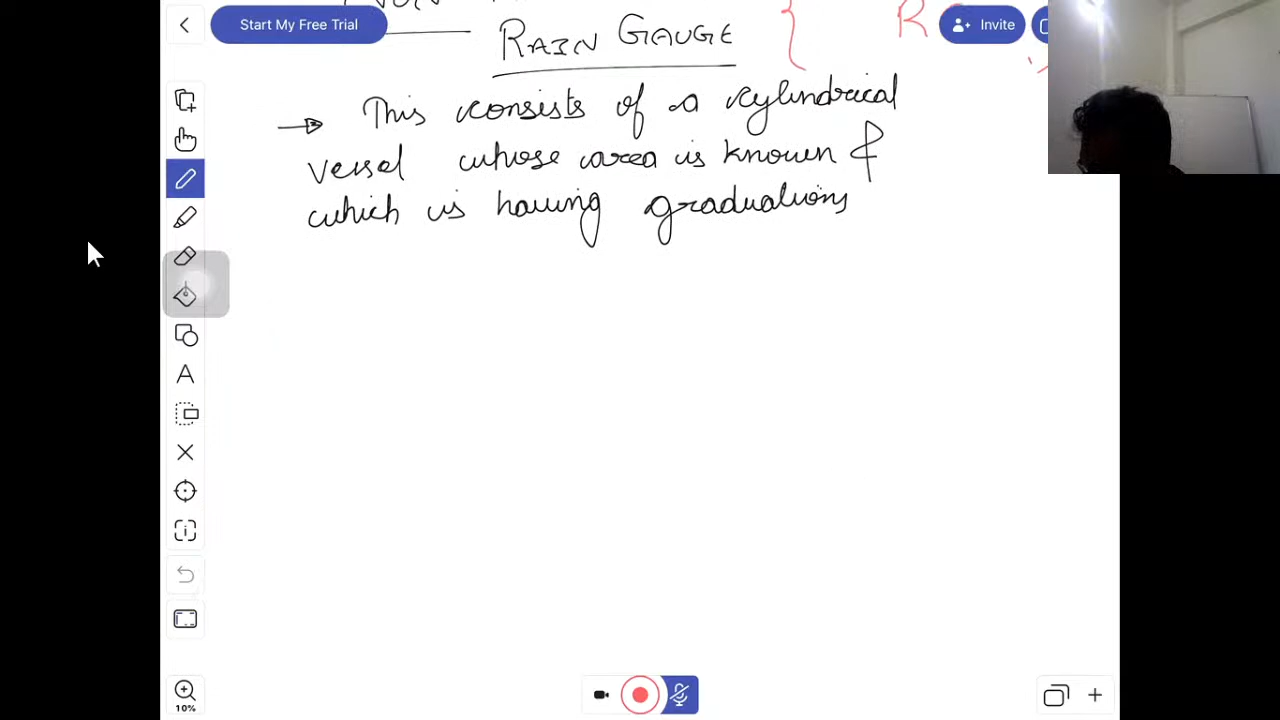 Start My Free Trial
Invite
RAIN GAUGE
→ This consists of a cylindrical
vessel whose area is known &
which is having graduations
A
10%